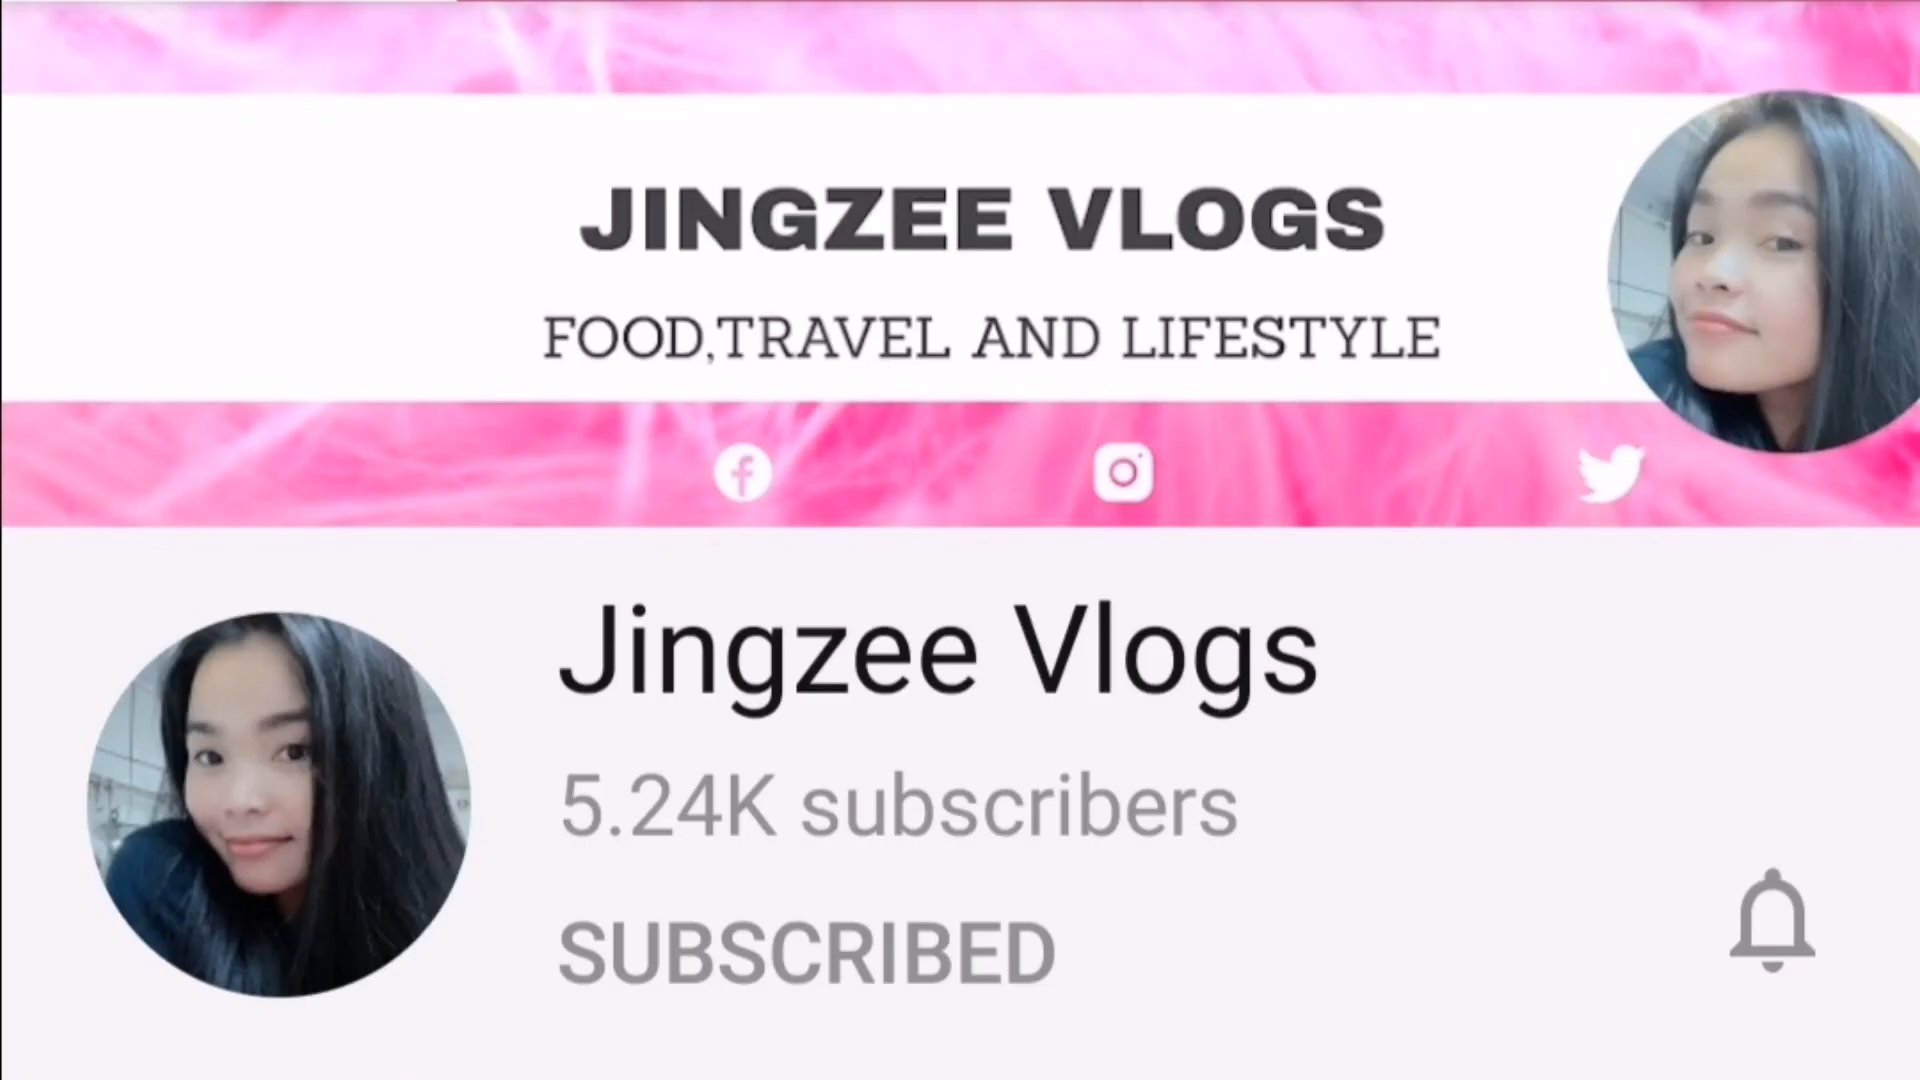 JINGZEE VLOGS
FOOD,TRAVEL AND LIFESTYLE
Jingzee Vlogs
5.24K subscribers
SUBSCRIBED